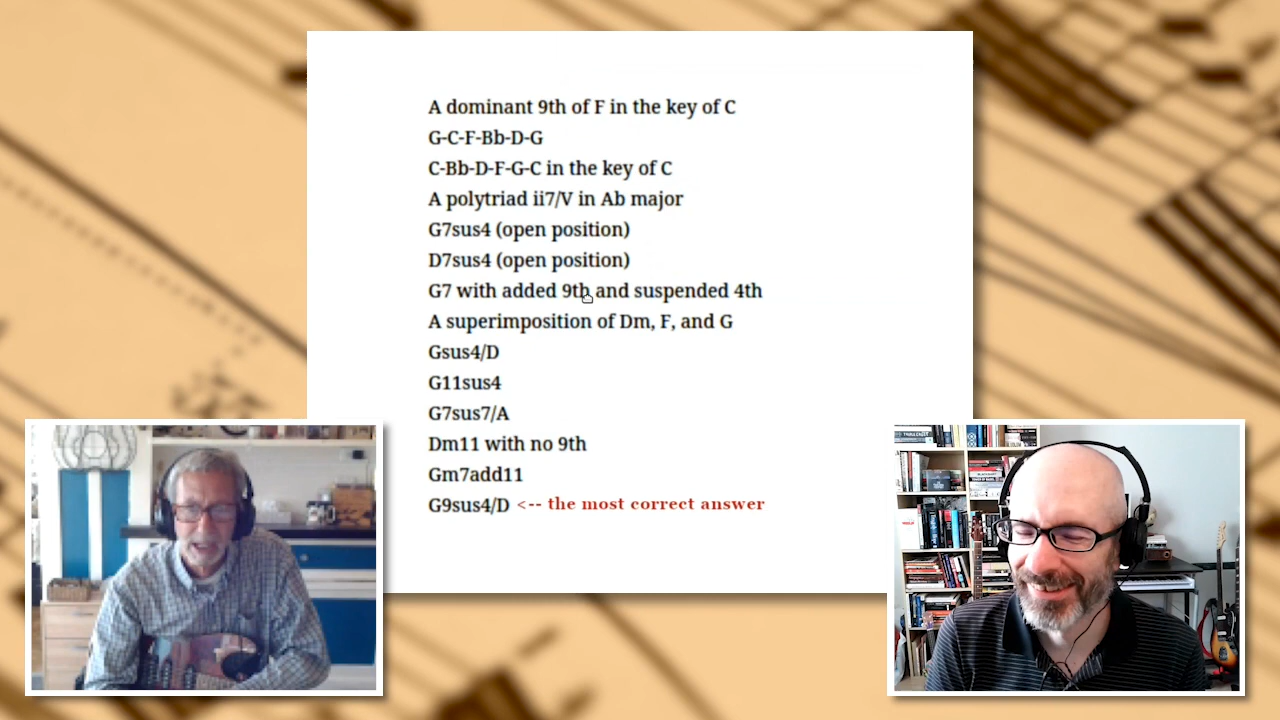 A dominant 9th of F in the key of C
G-C-F-Bb-D-G
C-Bb-D-F-G-C in the key of C
A polytriad ii7/V in Ab major
G7sus4 (open position)
D7sus4 (open position)
G7 with added 9th and suspended 4th
A superimposition of Dm, F, and G
Gsus4/D
G11sus4
G7sus7/A
Dm11 with no 9th
Gm7add11
G9sus4/D <-- the most correct answer